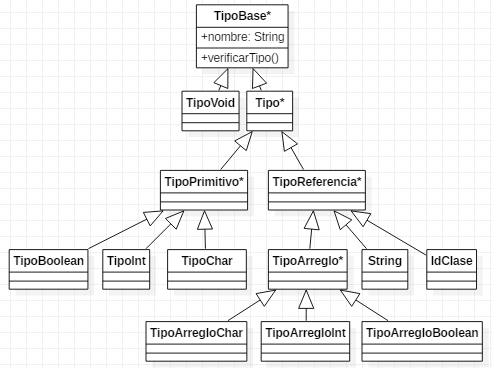 TipoBase*
+nombre: String
+verificarTipo()
TipoVoid
Tipo*
TipoPrimitivo*
TipoReferencia*
TipoBoolean
TipoInt
TipoChar
TipoArreglo*
String
IdClase
TipoArregloChar
TipoArregloInt
TipoArregloBoolean